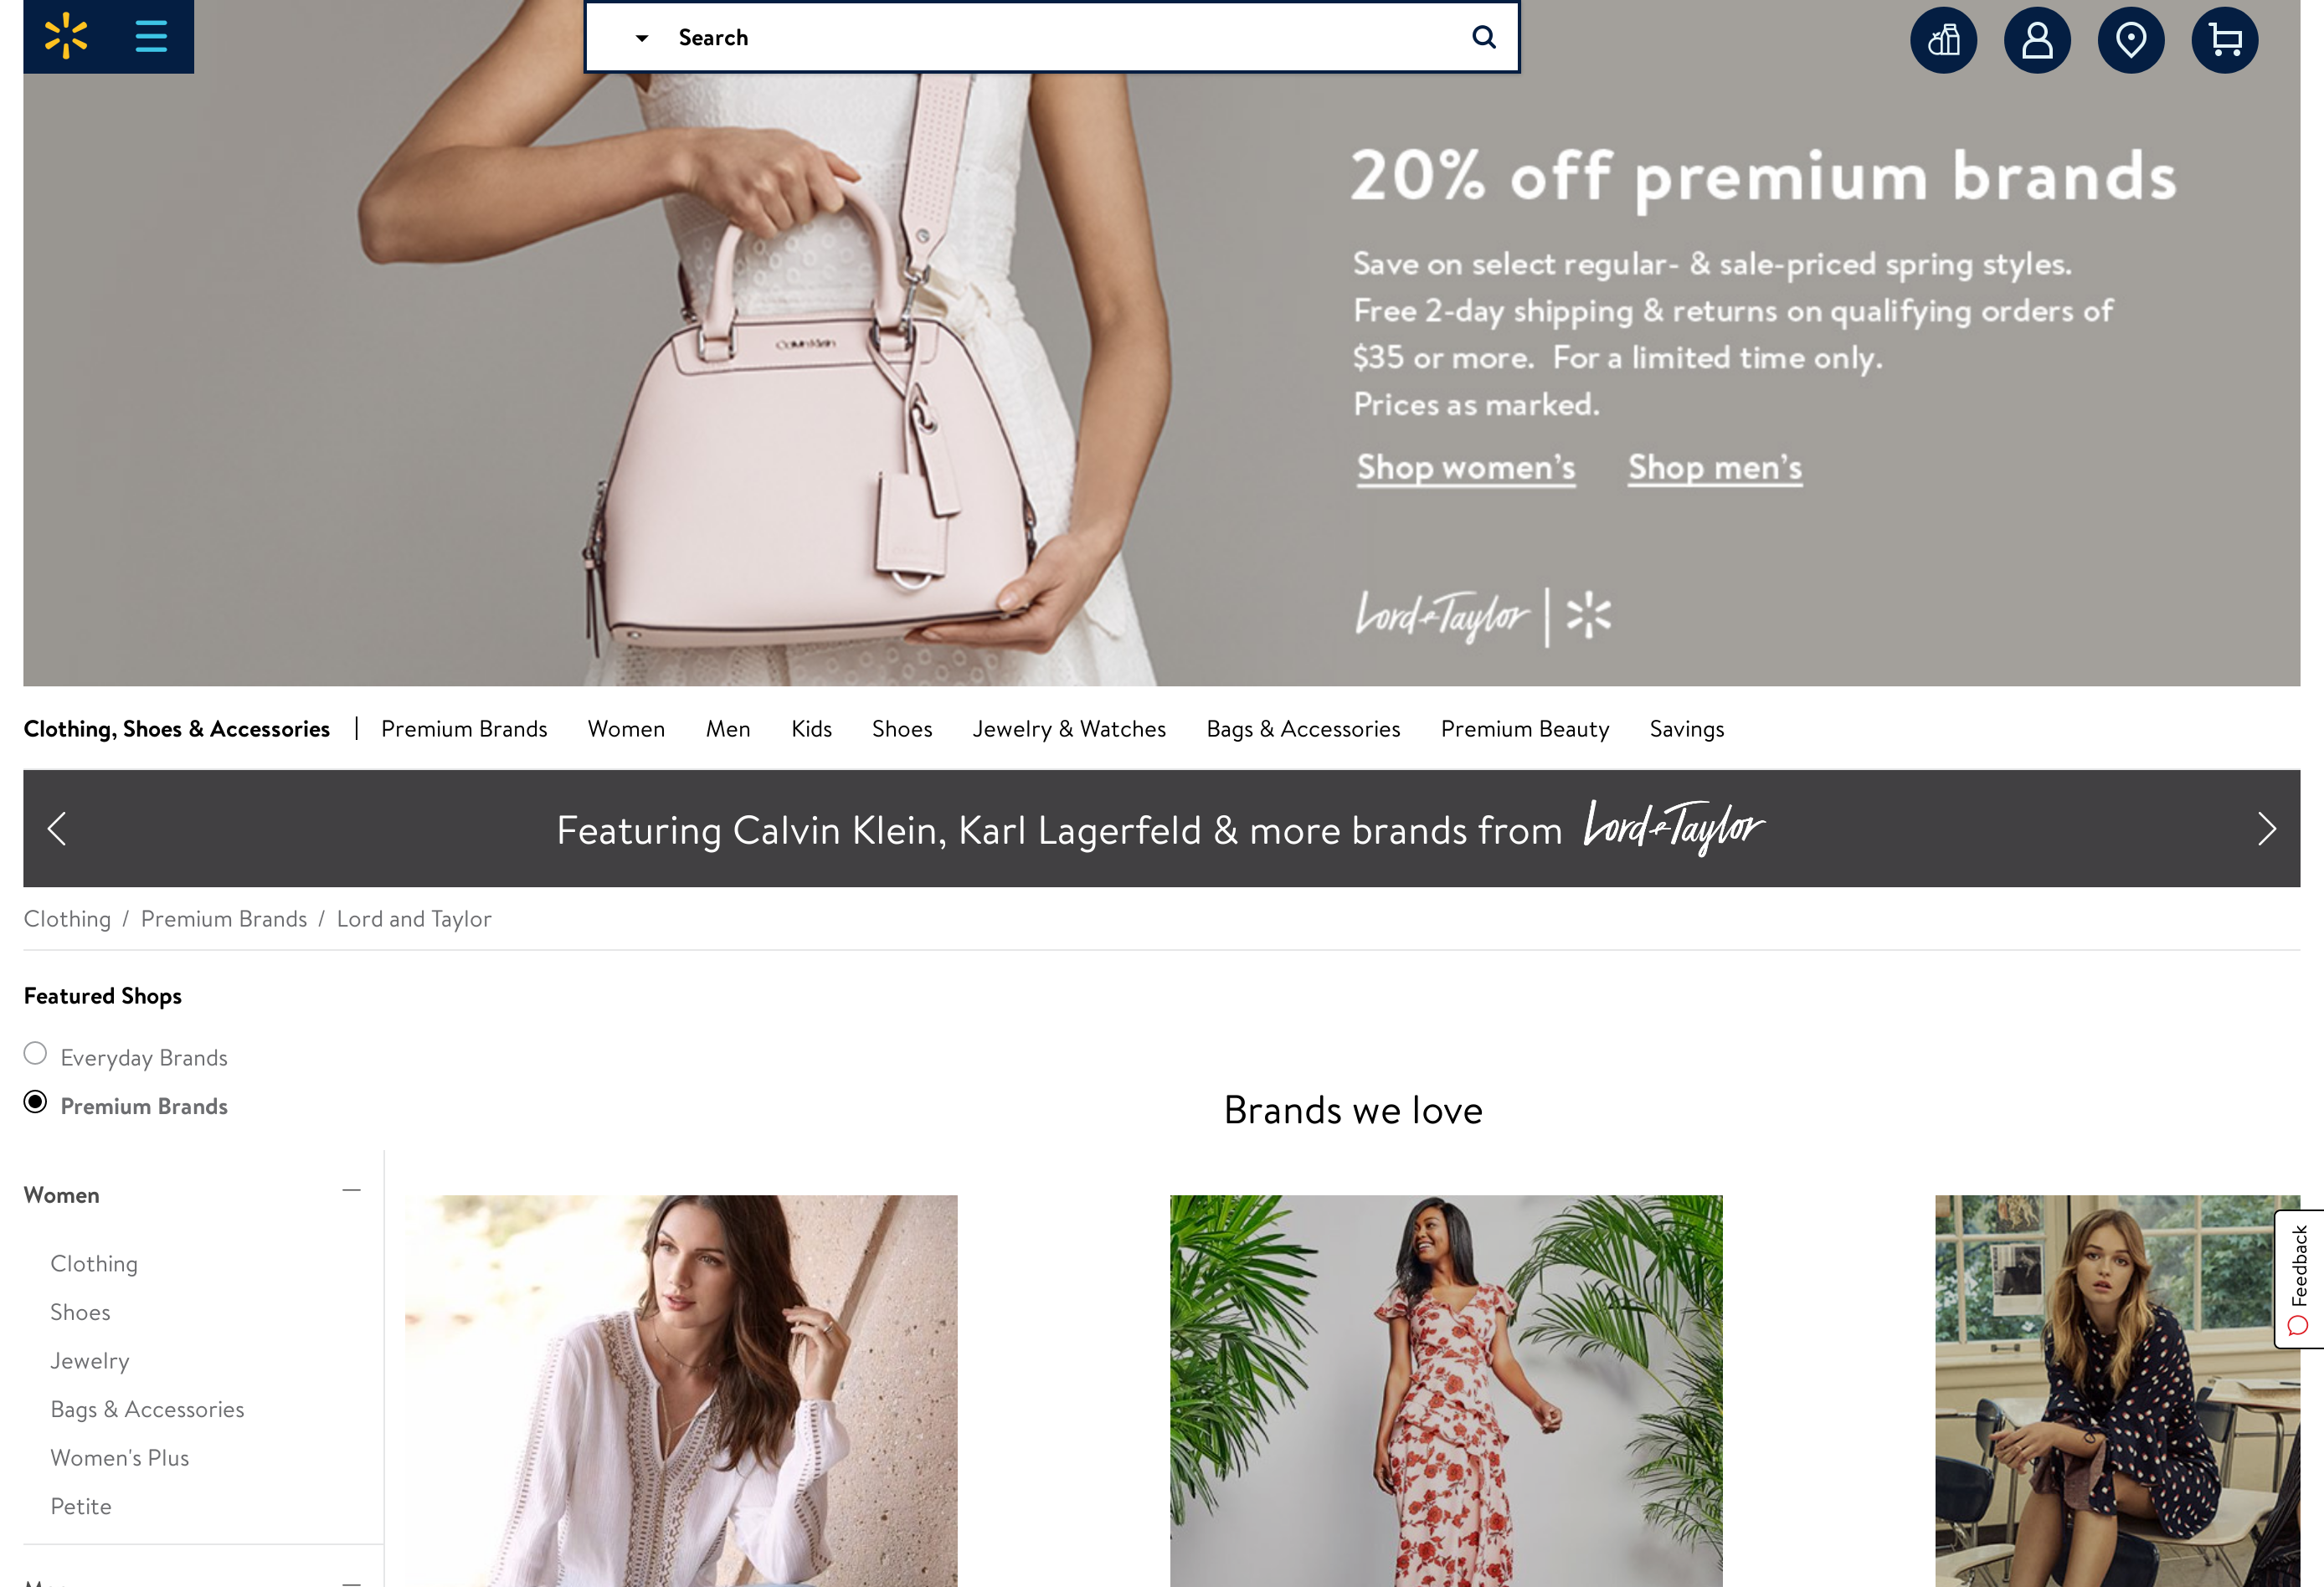 Search
20% off premium brands
Save on select regular- & sale-priced spring styles.
Free 2-day shipping & returns on qualifying orders of
$35 or more.  For a limited time only.
Prices as marked.
Shop women’s Shop men’s
Calvin Klein
Lord & Taylor |
Clothing, Shoes & Accessories | Premium Brands Women Men Kids Shoes Jewelry & Watches Bags & Accessories Premium Beauty Savings
Featuring Calvin Klein, Karl Lagerfeld & more brands from Lord & Taylor
Clothing / Premium Brands / Lord and Taylor
Featured Shops
Everyday Brands
Premium Brands
Brands we love
Women
Clothing
Shoes
Jewelry
Bags & Accessories
Women's Plus
Petite
Feedback